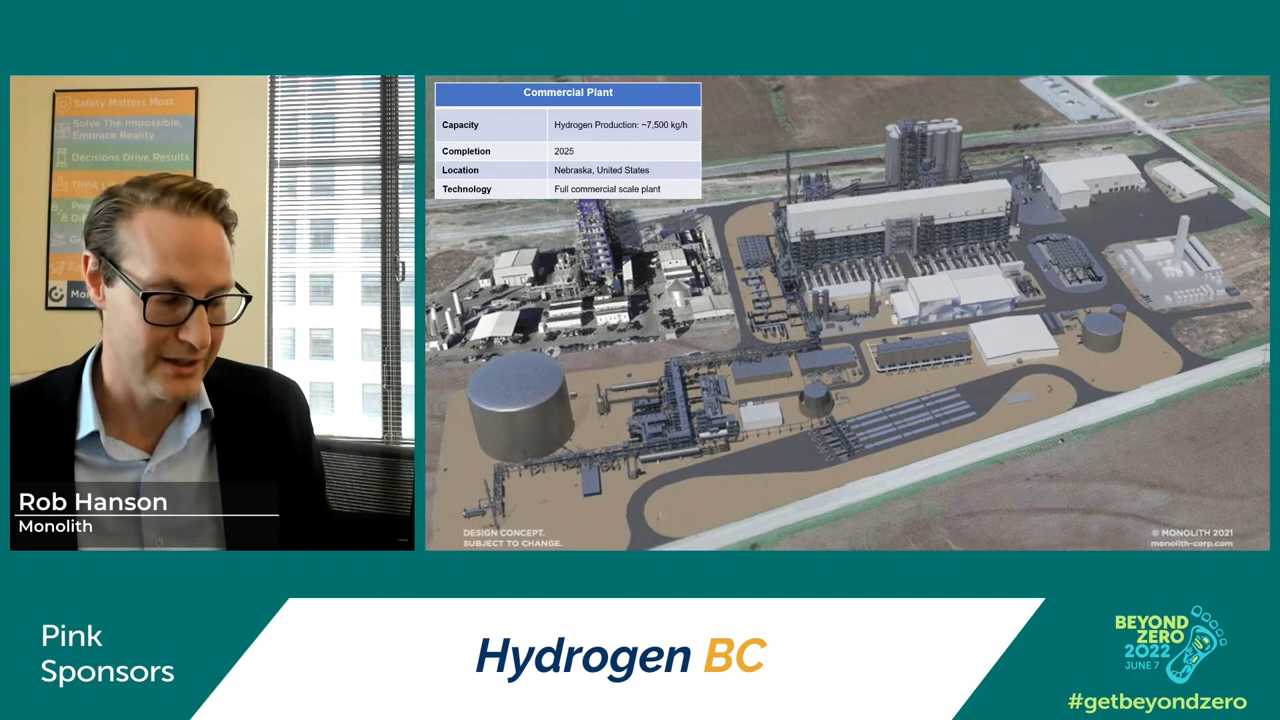 Safety Matters Most
Solve The Impossible,
Embrace Reality
Decisions Drive Results
Rob Hanson
Monolith
Commercial Plant
Capacity Hydrogen Production: ~7,500 kg/h
Completion 2025
Location Nebraska, United States
Technology Full commercial scale plant
DESIGN CONCEPT.
SUBJECT TO CHANGE.
© MONOLITH 2021
monolith-corp.com
Pink
Sponsors
Hydrogen BC
BEYOND
ZERO
2022
JUNE 7
#getbeyondzero